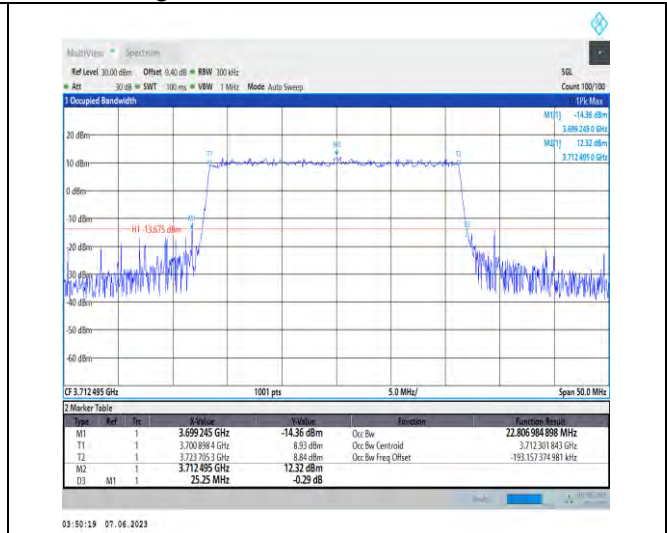 MultiView Spectrum
Ref Level 30.00 dBm Offset 9.40 dB RBW 300 kHz SGL
Att 30 dB SWT 100 ms VBW 1 MHz Mode Auto Sweep Count 100/100
1 Occupied Bandwidth 1Pk Max
M1[1] -14.36 dBm
3.699 245 0 GHz
M2[1] 12.32 dBm
3.712 495 0 GHz
20 dBm
10 dBm
0 dBm
-10 dBm
-20 dBm
-30 dBm
-40 dBm
-50 dBm
-60 dBm
T1
M2
T2
M1
H1 -13.675 dBm
CF 3.712 495 GHz 1001 pts 5.0 MHz/ Span 50.0 MHz
2 Marker Table
Type Ref Trc X-Value Y-Value Function Function Result
M1 1 3.699 245 GHz -14.36 dBm Occ Bw 22.806 984 898 MHz
T1 1 3.700 898 4 GHz 8.93 dBm Occ Bw Centroid 3.712 301 843 GHz
T2 1 3.723 705 3 GHz 8.84 dBm Occ Bw Freq Offset -193.157 374 981 kHz
M2 1 3.712 495 GHz 12.32 dBm
D3 M1 1 25.25 MHz -0.29 dB
03:50:19 07.06.2023